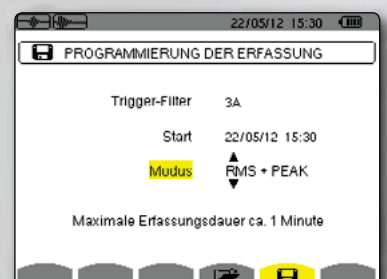 22/05/12 15:30
PROGRAMMIERUNG DER ERFASSUNG
Trigger-Filter 3A
Start 22/05/12 15:30
Modus RMS + PEAK
Maximale Erfassungsdauer ca. 1 Minute